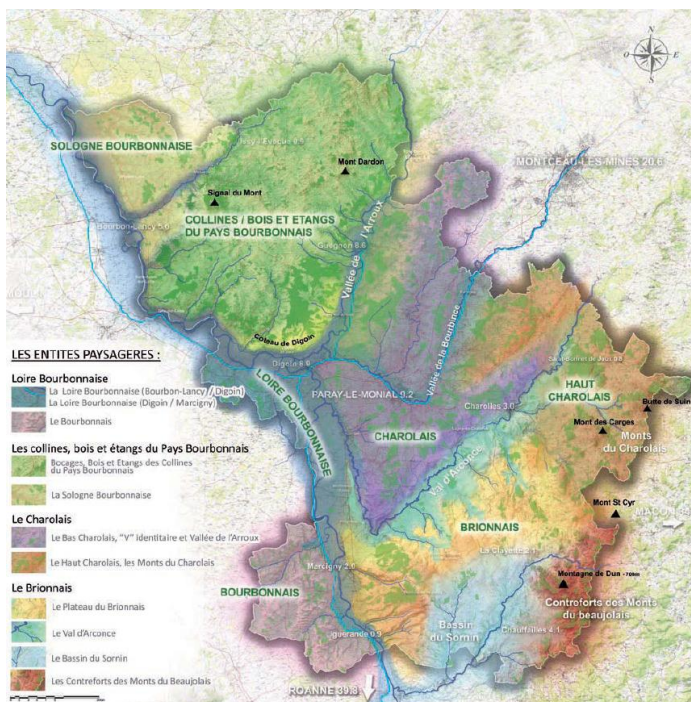 N
O
E
S
SOLOGNE BOURBONNAISE
Issy l'Evêque 0.9
Mont Dardon
MONTCEAU-LES-MINES 20.6
Signal du Mont
COLLINES / BOIS ET ETANGS
DU PAYS BOURBONNAIS
Bourbon-Lancy 5.0
Gueugnon 8.6
Vallée de l'Arroux
Côteau de Digoin
LES ENTITES PAYSAGERES :
Loire Bourbonnaise
La Loire Bourbonnaise (Bourbon-Lancy / Digoin)
La Loire Bourbonnaise (Digoin / Marcigny)
Le Bourbonnais
Les collines, bois et étangs du Pays Bourbonnais
Bocages, Bois et Etangs des Collines
du Pays Bourbonnais
La Sologne Bourbonnaise
Le Charolais
Le Bas Charolais, "V" identitaire et Vallée de l'Arroux
Le Haut Charolais, les Monts du Charolais
Le Brionnais
Le Plateau du Brionnais
Le Val d'Arconce
Le Bassin du Sornin
Les Contreforts des Monts du Beaujolais
Digoin
LOIRE BOURBONNAISE
PARAY-LE-MONIAL 9.2
Vallée de la Bourbince
Charolles 3.0
CHAROLAIS
HAUT
CHAROLAIS
Butte de Suin
Mont des Carges
Monts
du Charolais
Val d'Arconce
Mont St Cyr
BRIONNAIS
La Clayette 2.1
Marcigny 2.0
BOURBONNAIS
Montagne de Dun
Contreforts des Monts
du beaujolais
Bassin
du Sornin
Chauffailles 4.1
Iguerande 0.9
ROANNE 39.8